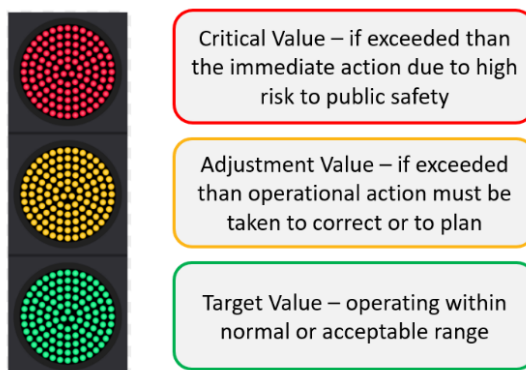 Critical Value – if exceeded than
the immediate action due to high
risk to public safety
Adjustment Value – if exceeded
than operational action must be
taken to correct or to plan
Target Value – operating within
normal or acceptable range